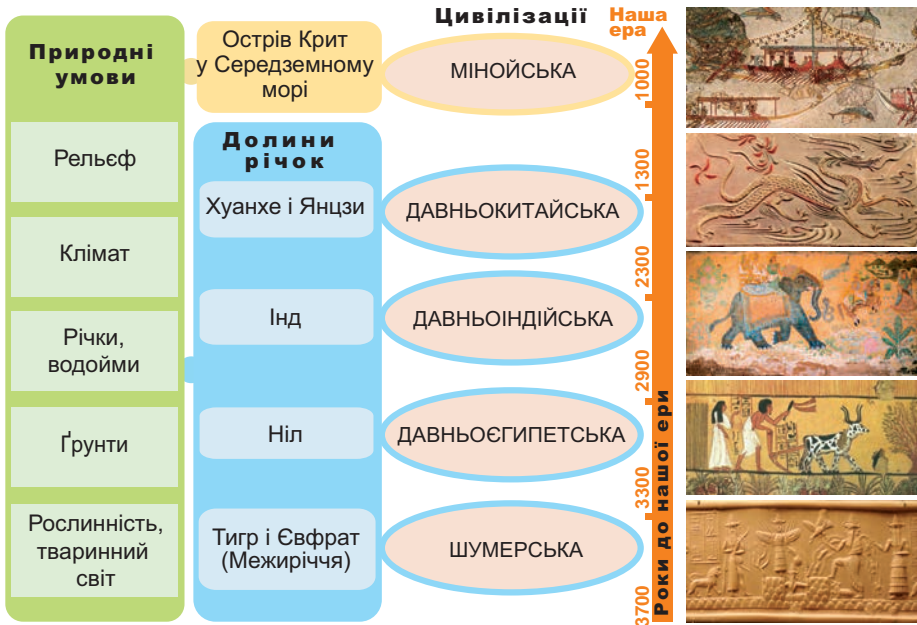 Природні
умови
Рельєф
Клімат
Річки,
водойми
Ґрунти
Рослинність,
тваринний
світ
Острів Крит
у Середземному
морі
Долини
річок
Хуанхе і Янцзи
Інд
Ніл
Тигр і Євфрат
(Межиріччя)
Цивілізації
МІНОЙСЬКА
ДАВНЬОКИТАЙСЬКА
ДАВНЬОІНДІЙСЬКА
ДАВНЬОЄГИПЕТСЬКА
ШУМЕРСЬКА
Наша
ера
1000
1300
2300
2900
3300
3700
Роки до нашої ери